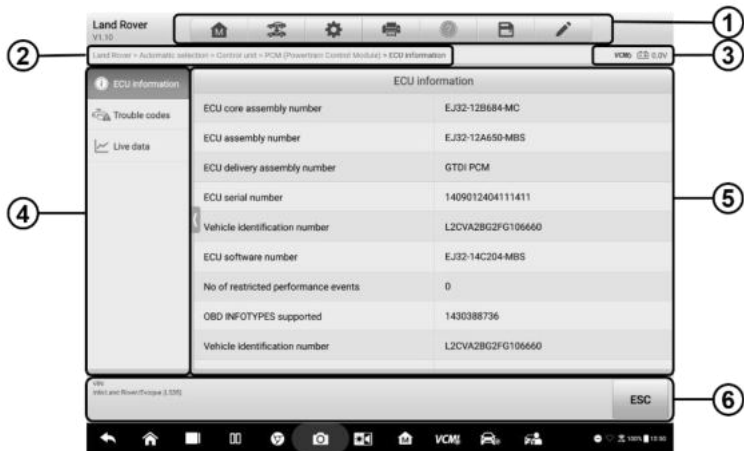 Land Rover
V1.10
M
①
②
Land Rover > Automatic selection > Control unit > PCM (Powertrain Control Module) > ECU information
VCMI 0.0V
③
ECU information
ECU information
Trouble codes
Live data
④
ECU core assembly number EJ32-12B684-MC
ECU assembly number EJ32-12A650-MBS
ECU delivery assembly number GTDI PCM
ECU serial number 1409012404111411
Vehicle identification number L2CVA2BG2FG106660
ECU software number EJ32-14C204-MBS
No of restricted performance events 0
OBD INFOTYPES supported 1430388736
Vehicle identification number L2CVA2BG2FG106660
⑤
VIN
ESC
⑥
M
VCMI
100%